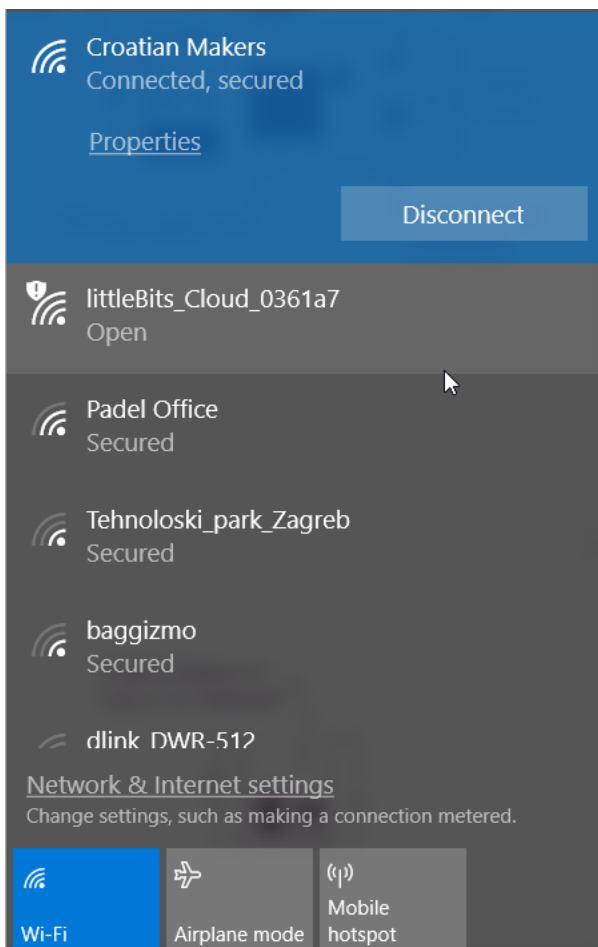 Croatian Makers
Connected, secured
Properties
Disconnect
littleBits_Cloud_0361a7
Open
Padel Office
Secured
Tehnoloski_park_Zagreb
Secured
baggizmo
Secured
dlink_DWR-512
Network & Internet settings
Change settings, such as making a connection metered.
Wi-Fi
Airplane mode
Mobile
hotspot